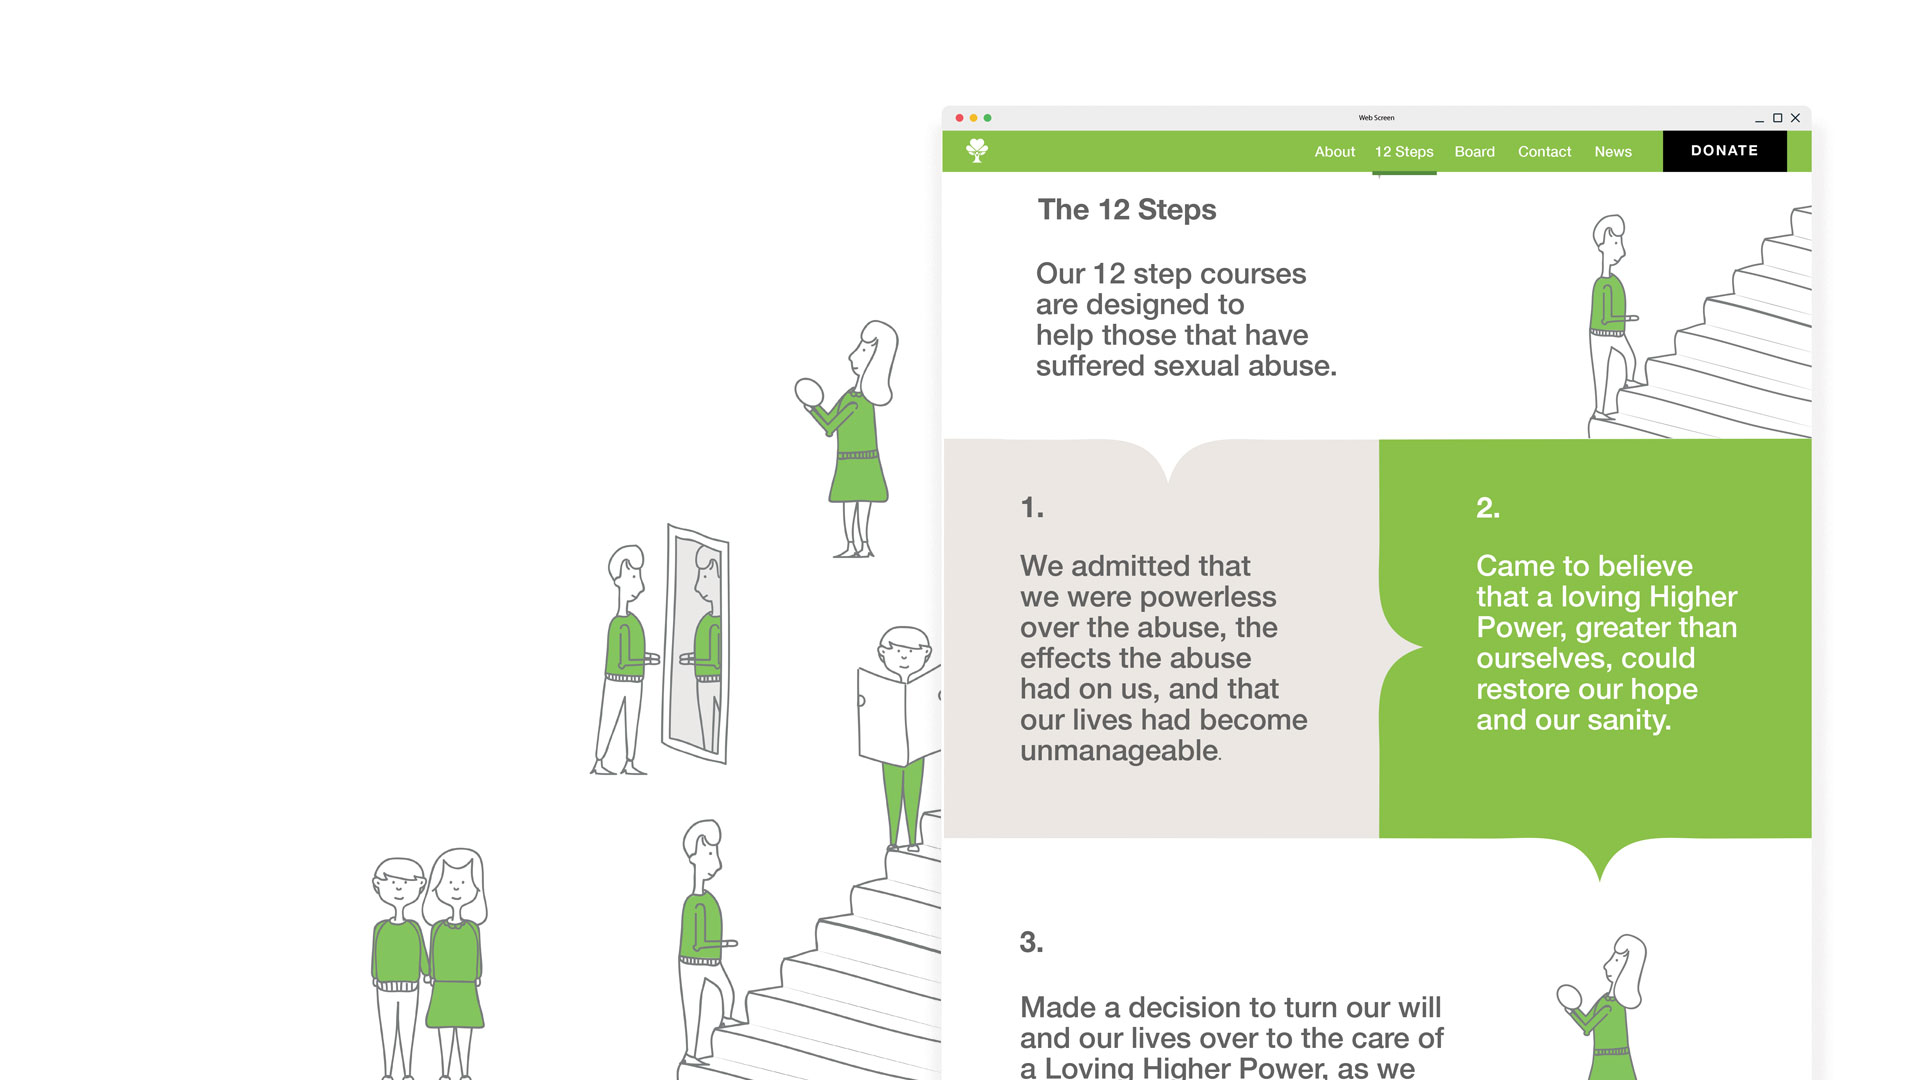 Web Screen
About 12 Steps Board Contact News DONATE
The 12 Steps
Our 12 step courses
are designed to
help those that have
suffered sexual abuse.
1.
We admitted that
we were powerless
over the abuse, the
effects the abuse
had on us, and that
our lives had become
unmanageable.
2.
Came to believe
that a loving Higher
Power, greater than
ourselves, could
restore our hope
and our sanity.
3.
Made a decision to turn our will
and our lives over to the care of
a Loving Higher Power, as we